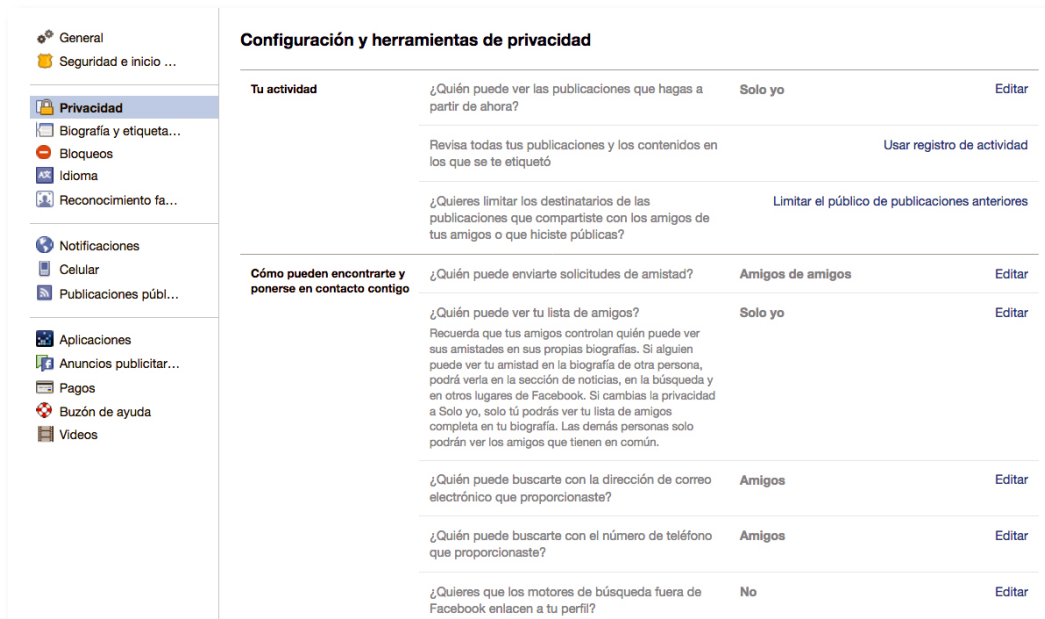 General
Seguridad e inicio ...
Privacidad
Biografía y etiqueta...
Bloqueos
Idioma
Reconocimiento fa...
Notificaciones
Celular
Publicaciones públ...
Aplicaciones
Anuncios publicitar...
Pagos
Buzón de ayuda
Videos
Configuración y herramientas de privacidad
Tu actividad
¿Quién puede ver las publicaciones que hagas a
partir de ahora?
Solo yo
Editar
Revisa todas tus publicaciones y los contenidos en
los que se te etiquetó
Usar registro de actividad
¿Quieres limitar los destinatarios de las
publicaciones que compartiste con los amigos de
tus amigos o que hiciste públicas?
Limitar el público de publicaciones anteriores
Cómo pueden encontrarte y
ponerse en contacto contigo
¿Quién puede enviarte solicitudes de amistad?
Amigos de amigos
Editar
¿Quién puede ver tu lista de amigos?
Solo yo
Editar
Recuerda que tus amigos controlan quién puede ver
sus amistades en sus propias biografías. Si alguien
puede ver tu amistad en la biografía de otra persona,
podrá verla en la sección de noticias, en la búsqueda y
en otros lugares de Facebook. Si cambias la privacidad
a Solo yo, solo tú podrás ver tu lista de amigos
completa en tu biografía. Las demás personas solo
podrán ver los amigos que tienen en común.
¿Quién puede buscarte con la dirección de correo
electrónico que proporcionaste?
Amigos
Editar
¿Quién puede buscarte con el número de teléfono
que proporcionaste?
Amigos
Editar
¿Quieres que los motores de búsqueda fuera de
Facebook enlacen a tu perfil?
No
Editar